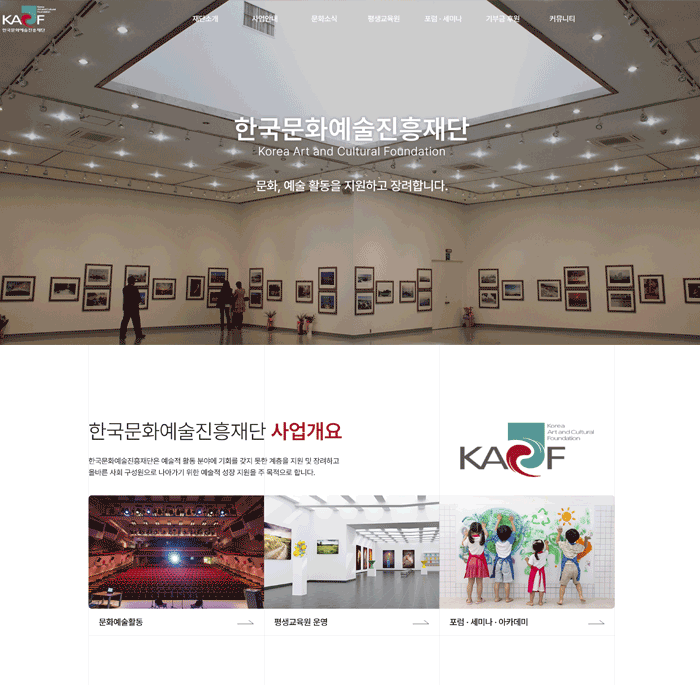 KACF
한국문화예술진흥재단
재단소개
사업안내
문화소식
평생교육원
포럼 · 세미나
기부금 후원
커뮤니티
한국문화예술진흥재단
Korea Art and Cultural Foundation
문화, 예술 활동을 지원하고 장려합니다.
한국문화예술진흥재단 사업개요
한국문화예술진흥재단은 예술적 활동 분야에 기회를 갖지 못한 계층을 지원 및 장려하고
올바른 사회 구성원으로 나아가기 위한 예술적 성장 지원을 주 목적으로 합니다.
Korea
Art and Cultural
Foundation
KACF
문화예술활동
평생교육원 운영
포럼 · 세미나 · 아카데미